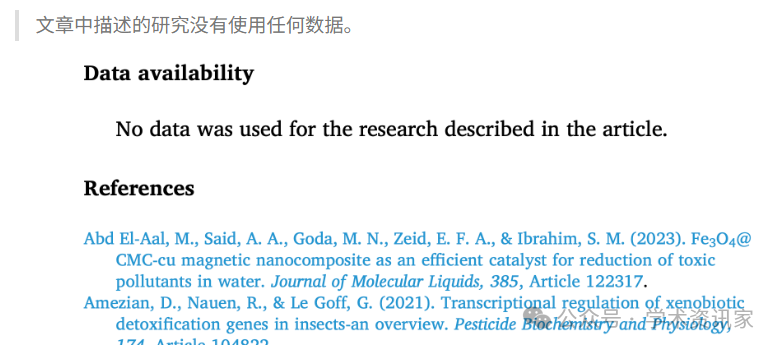 文章中描述的研究没有使用任何数据。
Data availability
No data was used for the research described in the article.
References
Abd El-Aal, M., Said, A. A., Goda, M. N., Zeid, E. F. A., & Ibrahim, S. M. (2023). Fe₃O₄@
CMC-cu magnetic nanocomposite as an efficient catalyst for reduction of toxic
pollutants in water. Journal of Molecular Liquids, 385, Article 122317.
Amezian, D., Nauen, R., & Le Goff, G. (2021). Transcriptional regulation of xenobiotic
detoxification genes in insects-an overview. Pesticide Biochemistry and Physiology,
174, Article 104822
公众号 · 学术资讯家